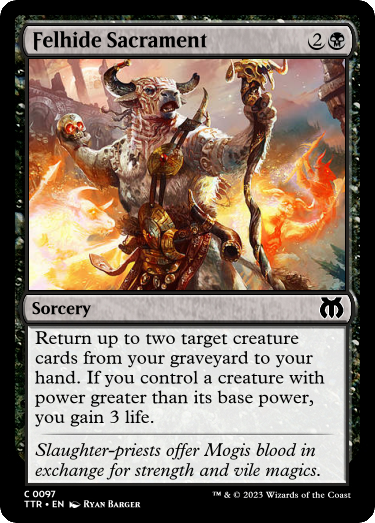 Felhide Sacrament 2
Sorcery
Return up to two target creature
cards from your graveyard to your
hand. If you control a creature with
power greater than its base power,
you gain 3 life.
Slaughter-priests offer Mogis blood in
exchange for strength and vile magics.
C 0097
TTR • EN Ryan Barger
™ & © 2023 Wizards of the Coast